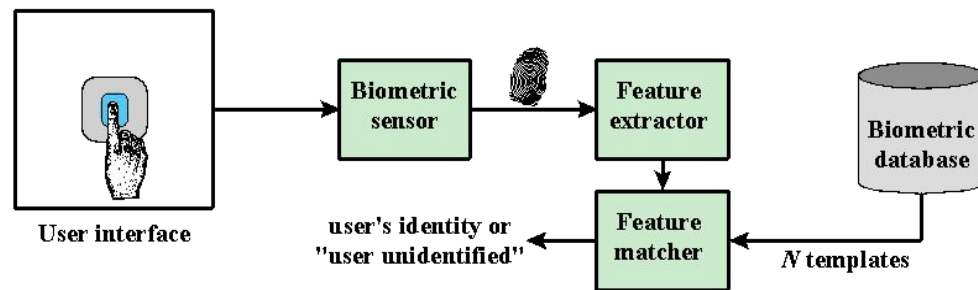 User interface
Biometric
sensor
Feature
extractor
Biometric
database
Feature
matcher
N templates
user's identity or
"user unidentified"